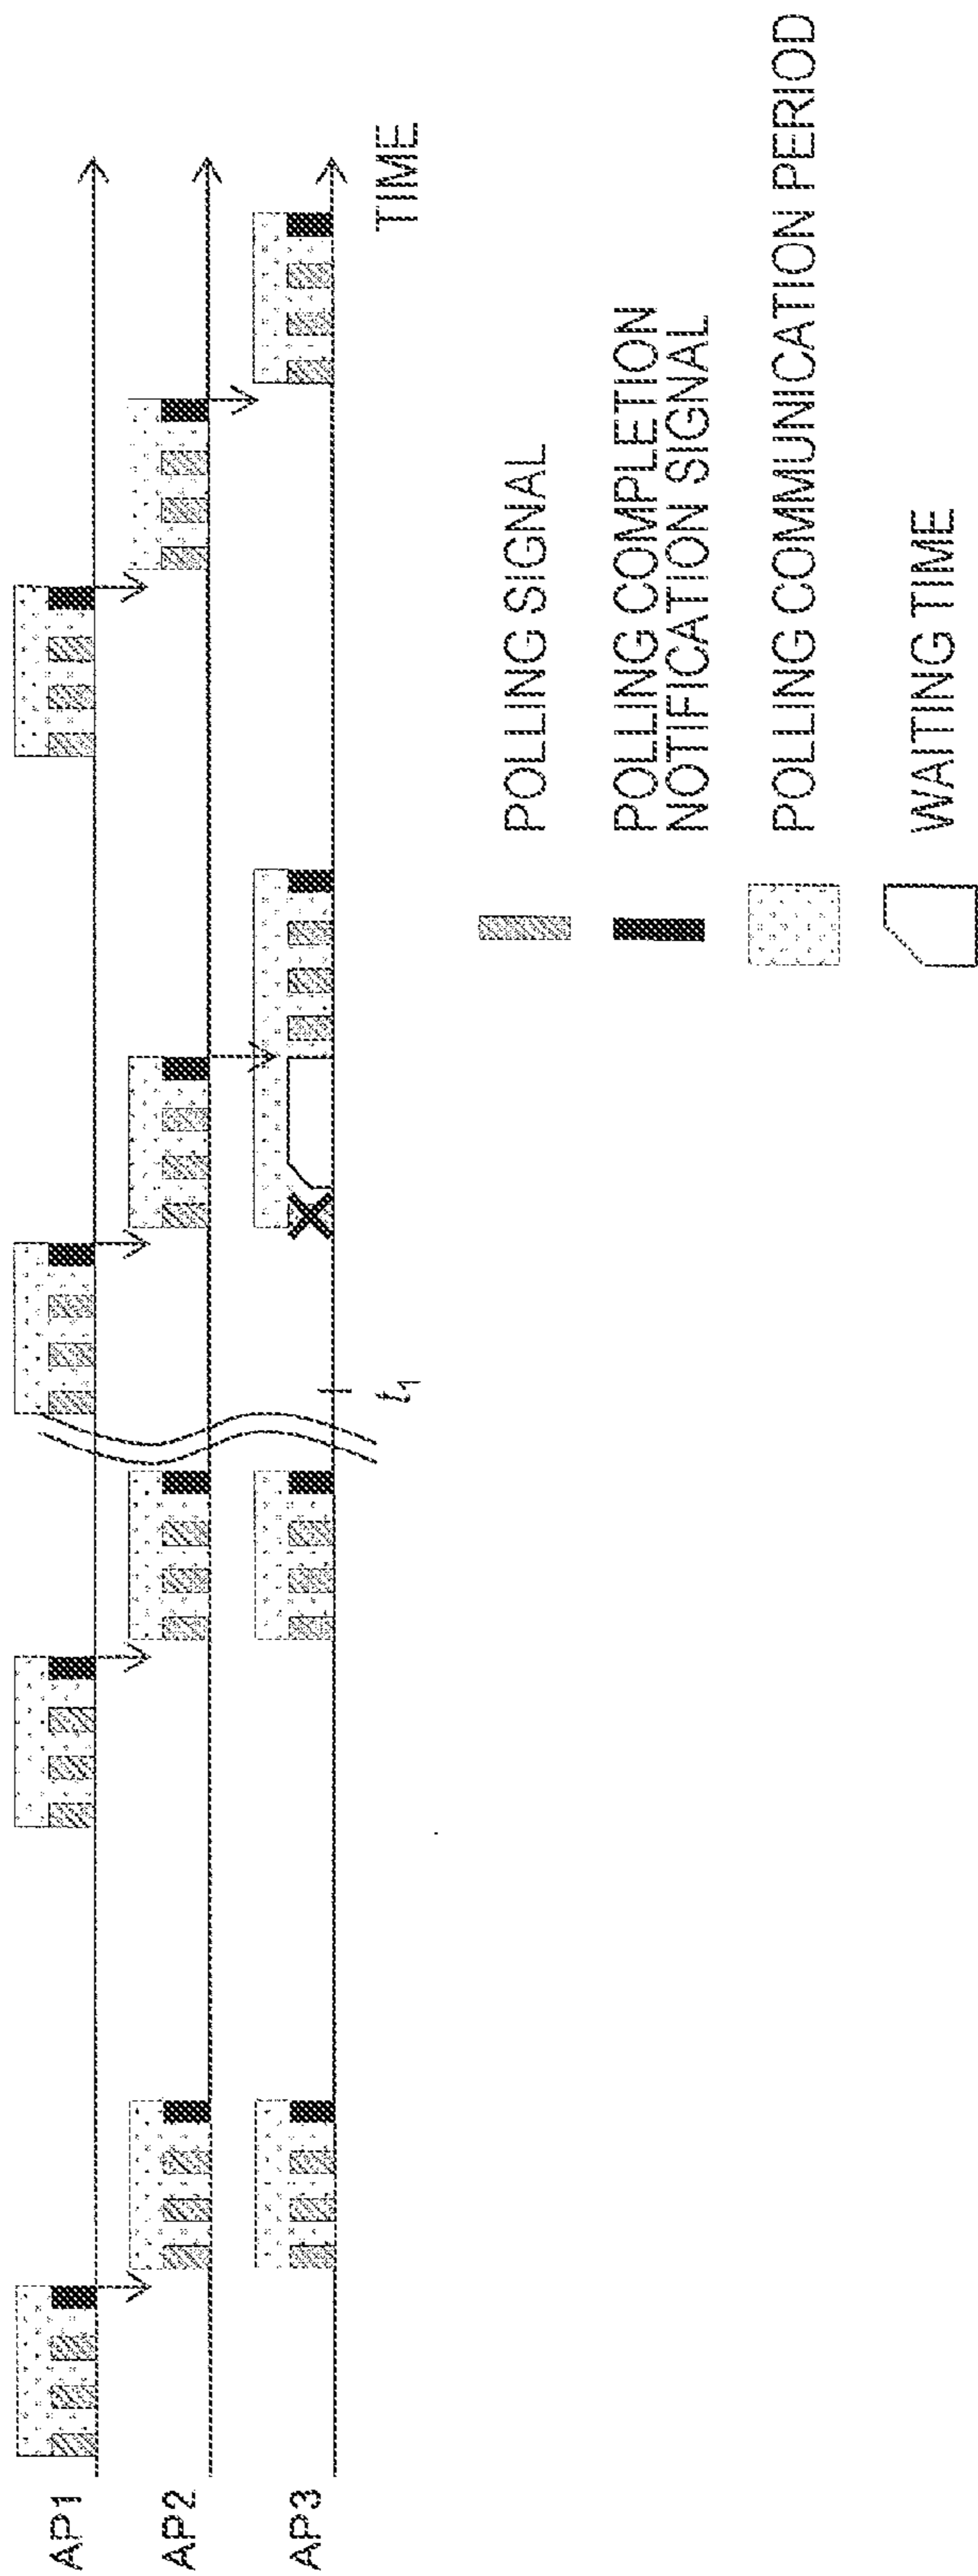 AP1
AP2
AP3
t1
TIME
POLLING SIGNAL
POLLING COMPLETION
NOTIFICATION SIGNAL
POLLING COMMUNICATION PERIOD
WAITING TIME